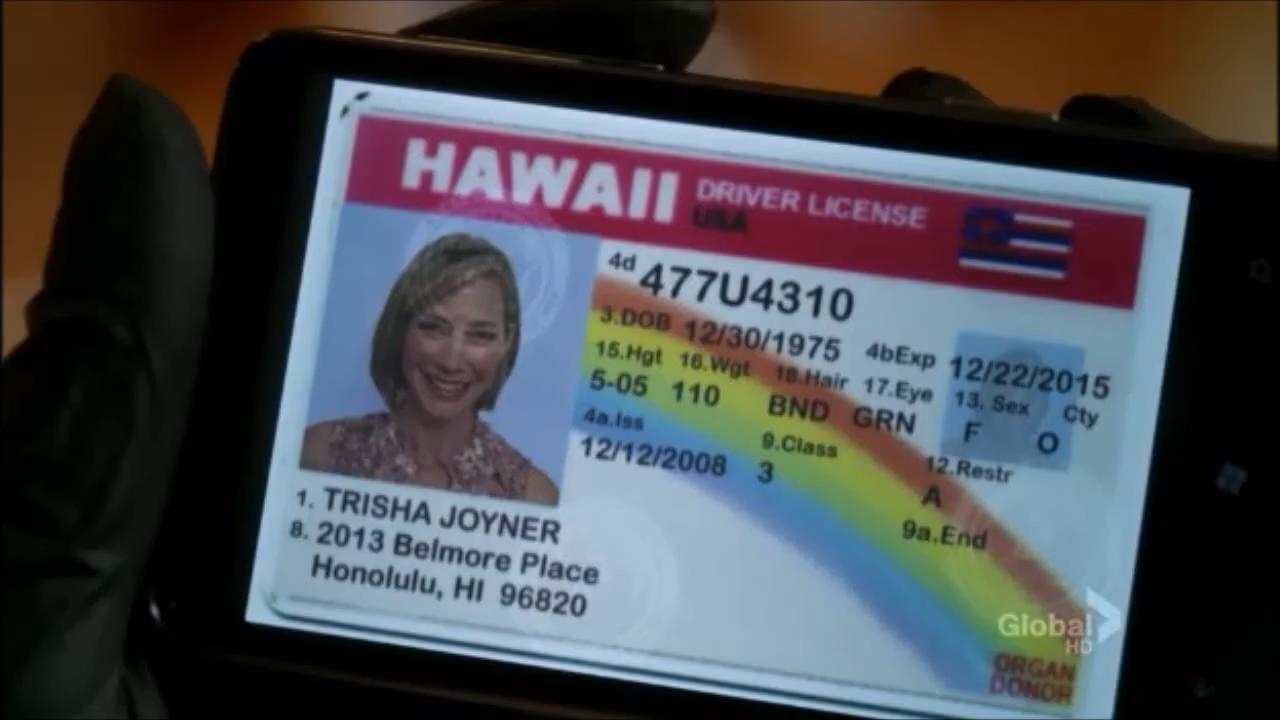 HAWAII DRIVER LICENSE
USA
4d 477U4310
3.DOB 12/30/1975 4bExp 12/22/2015
15.Hgt 16.Wgt 18.Hair 17.Eye 13. Sex Cty
5-05 110 BND GRN F O
4a.Iss 9.Class 12.Restr
12/12/2008 3 A
9a.End
1. TRISHA JOYNER
8. 2013 Belmore Place
Honolulu, HI 96820
ORGAN
DONOR
Global
HD